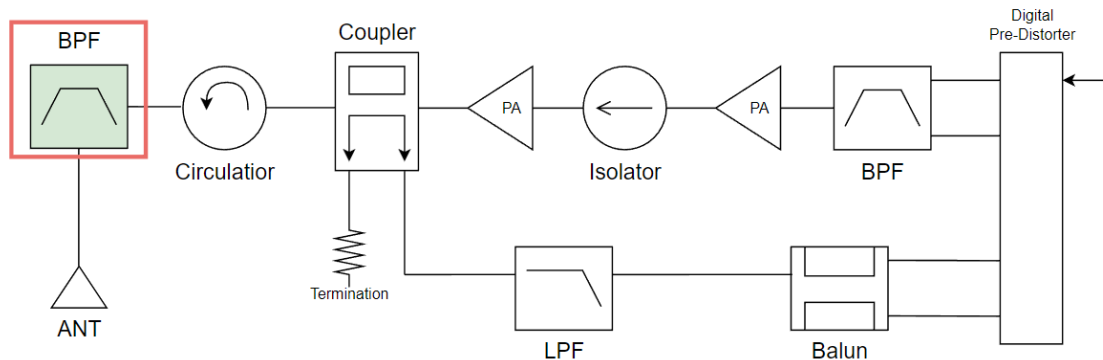 Digital
Pre-Distorter
BPF
Coupler
PA
PA
Circulatior
Isolator
BPF
Termination
ANT
LPF
Balun